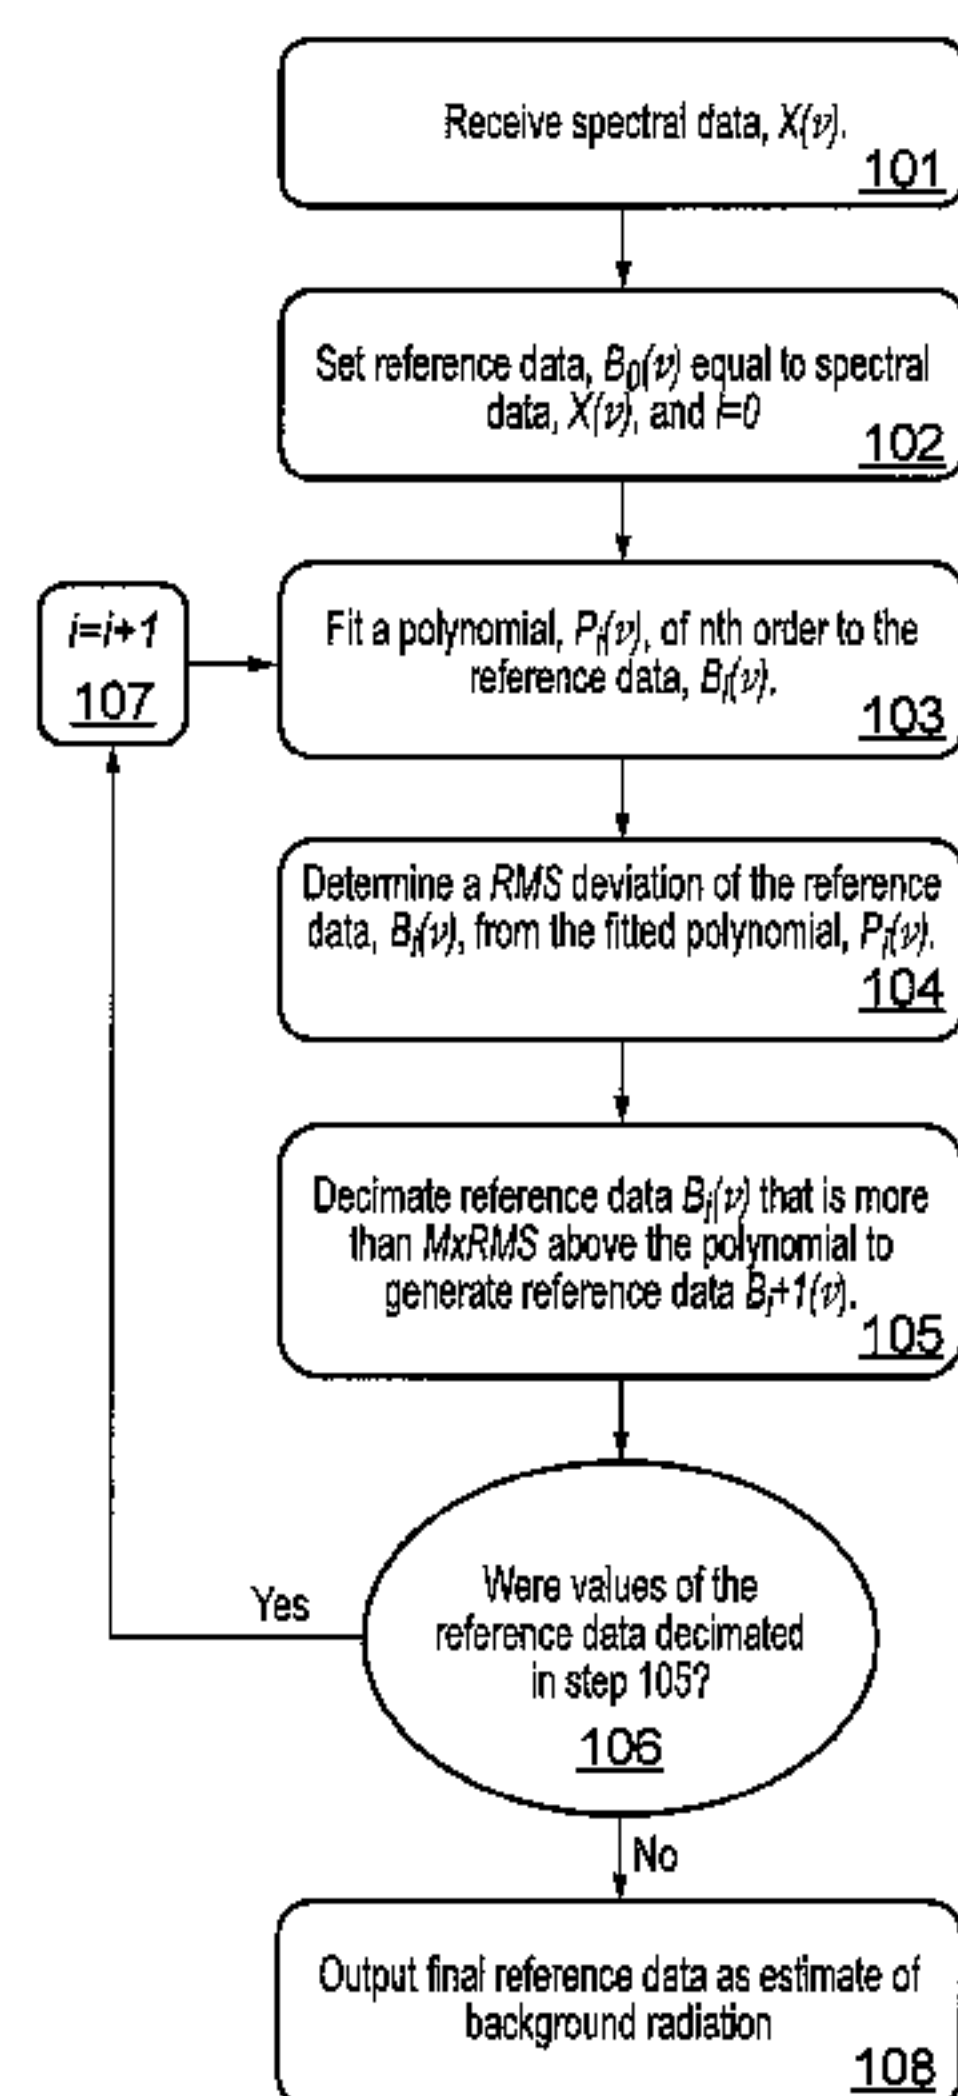 Receive spectral data, X(ν).
101
Set reference data, B0(ν) equal to spectral
data, X(ν), and i=0
102
i=i+1
107
Fit a polynomial, Pi(ν), of nth order to the
reference data, Bi(ν).
103
Determine a RMS deviation of the reference
data, Bi(ν), from the fitted polynomial, Pi(ν).
104
Decimate reference data Bi(ν) that is more
than MxRMS above the polynomial to
generate reference data Bi+1(ν).
105
Yes
Were values of the
reference data decimated
in step 105?
106
No
Output final reference data as estimate of
background radiation
108